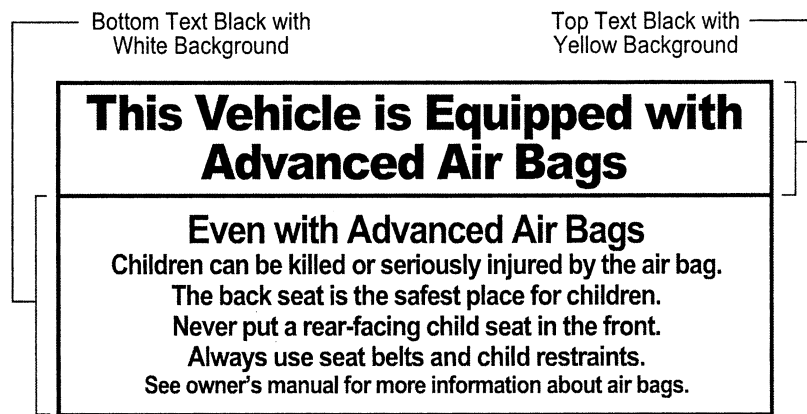 Bottom Text Black with
White Background
Top Text Black with
Yellow Background
This Vehicle is Equipped with
Advanced Air Bags
Even with Advanced Air Bags
Children can be killed or seriously injured by the air bag.
The back seat is the safest place for children.
Never put a rear-facing child seat in the front.
Always use seat belts and child restraints.
See owner's manual for more information about air bags.